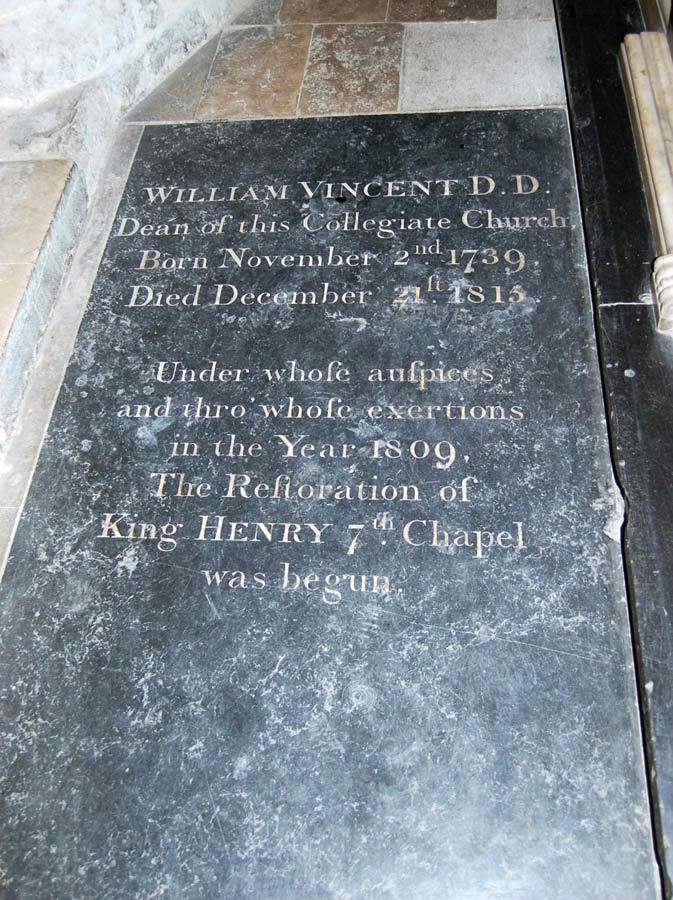 WILLIAM VINCENT D. D.
Dean of this Collegiate Church,
Born November 2nd 1739,
Died December 21ſt. 1815.
Under whoſe auſpices
and thro' whoſe exertions
in the Year 1809,
The Reſtoration of
King HENRY 7th. Chapel
was begun.